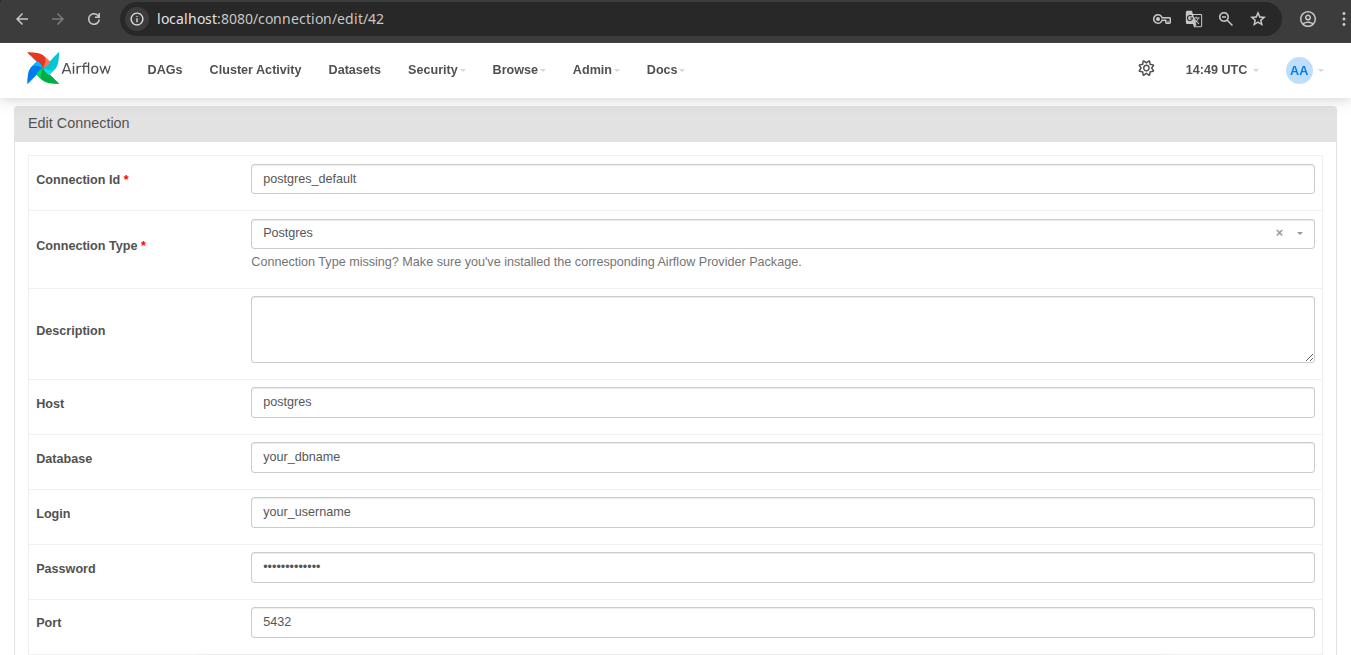 localhost:8080/connection/edit/42
Airflow DAGs Cluster Activity Datasets Security Browse Admin Docs 14:49 UTC AA
Edit Connection
Connection Id * postgres_default
Connection Type * Postgres × 
Connection Type missing? Make sure you've installed the corresponding Airflow Provider Package.
Description
Host postgres
Database your_dbname
Login your_username
Password •••••••••••••
Port 5432